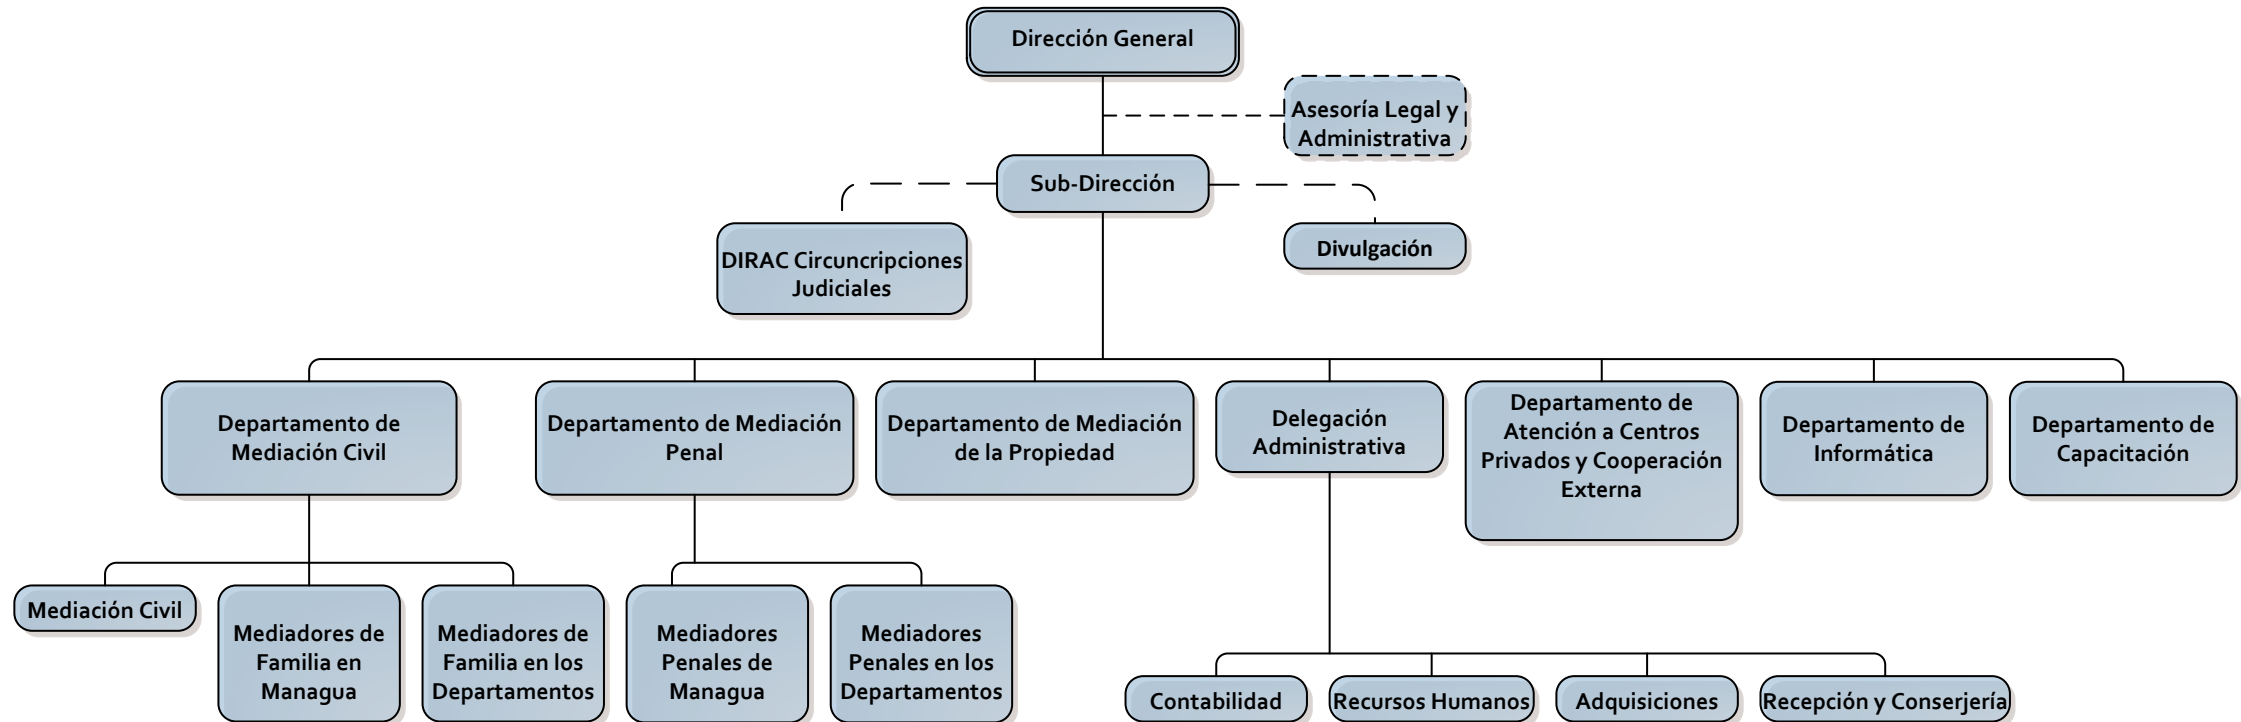 Dirección General
Asesoría Legal y
Administrativa
Sub-Dirección
DIRAC Circuncripciones
Judiciales
Divulgación
Departamento de
Mediación Civil
Departamento de Mediación
Penal
Departamento de Mediación
de la Propiedad
Delegación
Administrativa
Departamento de
Atención a Centros
Privados y Cooperación
Externa
Departamento de
Informática
Departamento de
Capacitación
Mediación Civil
Mediadores de
Familia en
Managua
Mediadores de
Familia en los
Departamentos
Mediadores
Penales de
Managua
Mediadores
Penales en los
Departamentos
Contabilidad
Recursos Humanos
Adquisiciones
Recepción y Conserjería